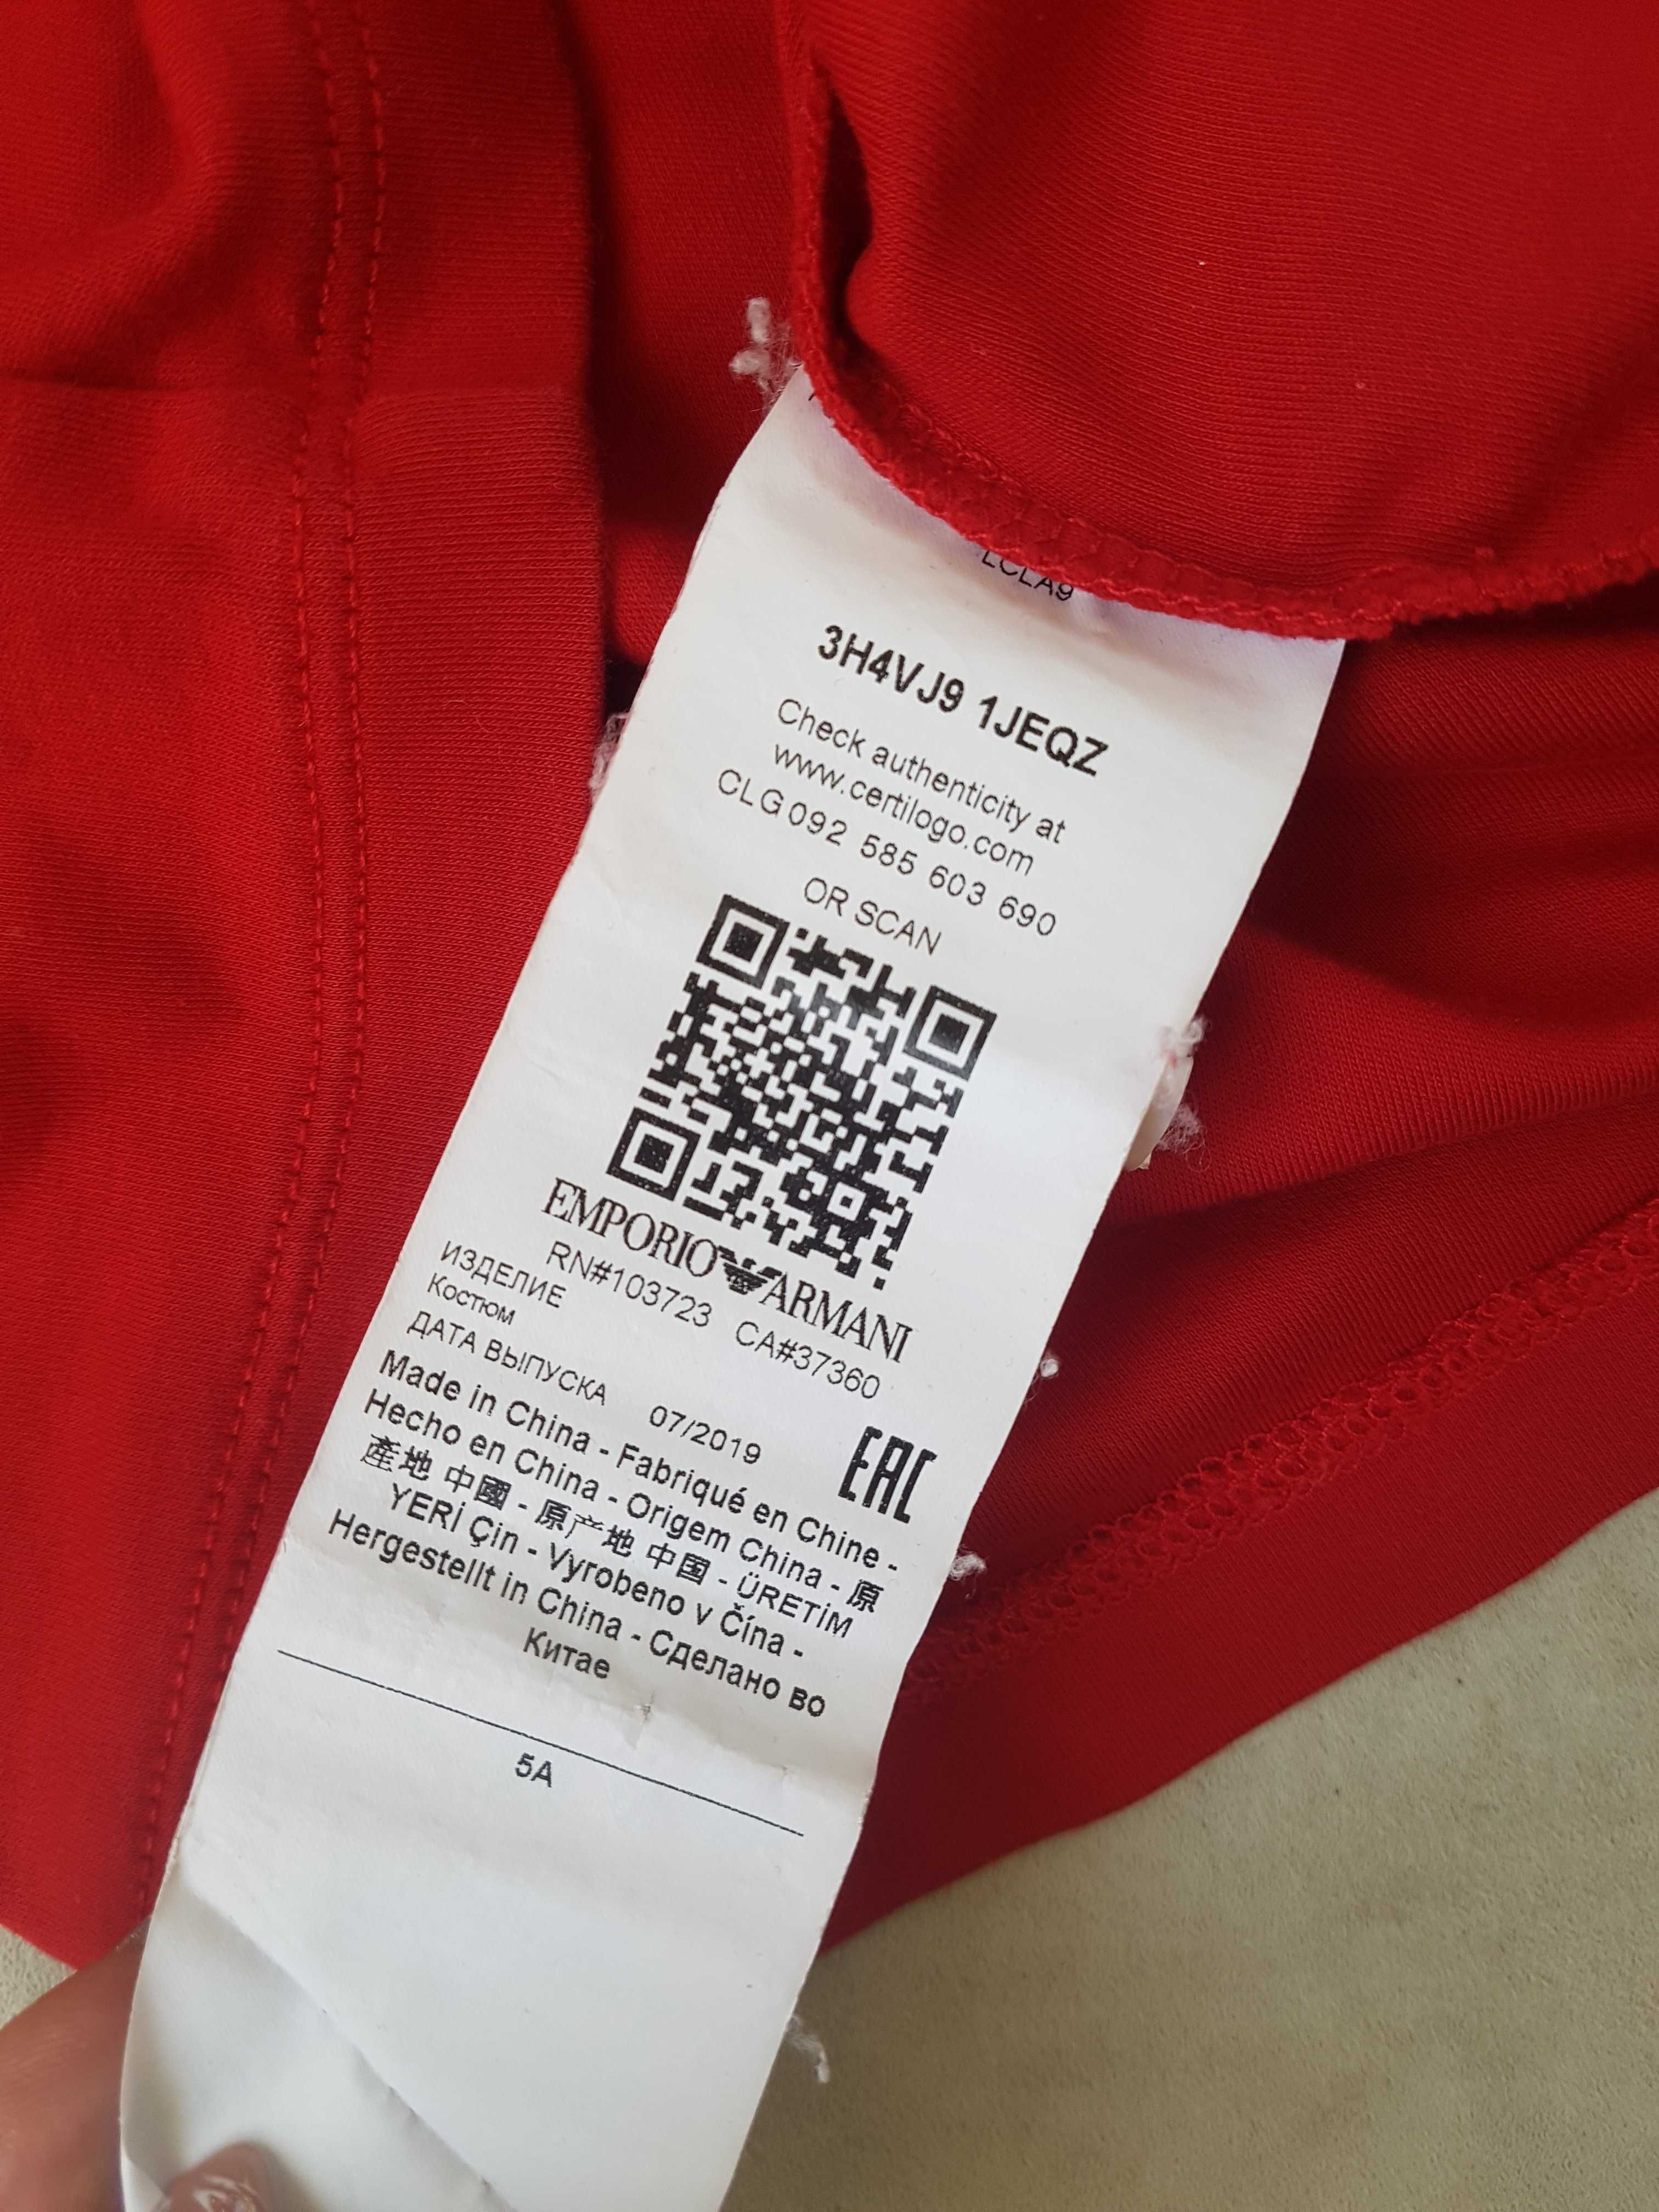 LCLA9
3H4VJ9 1JEQZ
Check authenticity at
www.certilogo.com
CLG092 585 603 690
OR SCAN
EMPORIO ARMANI
RN#103723 CA#37360
ИЗДЕЛИЕ
Костюм
ДАТА ВЫПУСКА 07/2019
EAC
Made in China - Fabriqué en Chine -
Hecho en China - Origem China - 原
產地 中國 - 原产地 中国 - ÜRETİM
YERİ Çin - Vyrobeno v Čína -
Hergestellt in China - Сделано во
Китае
5A